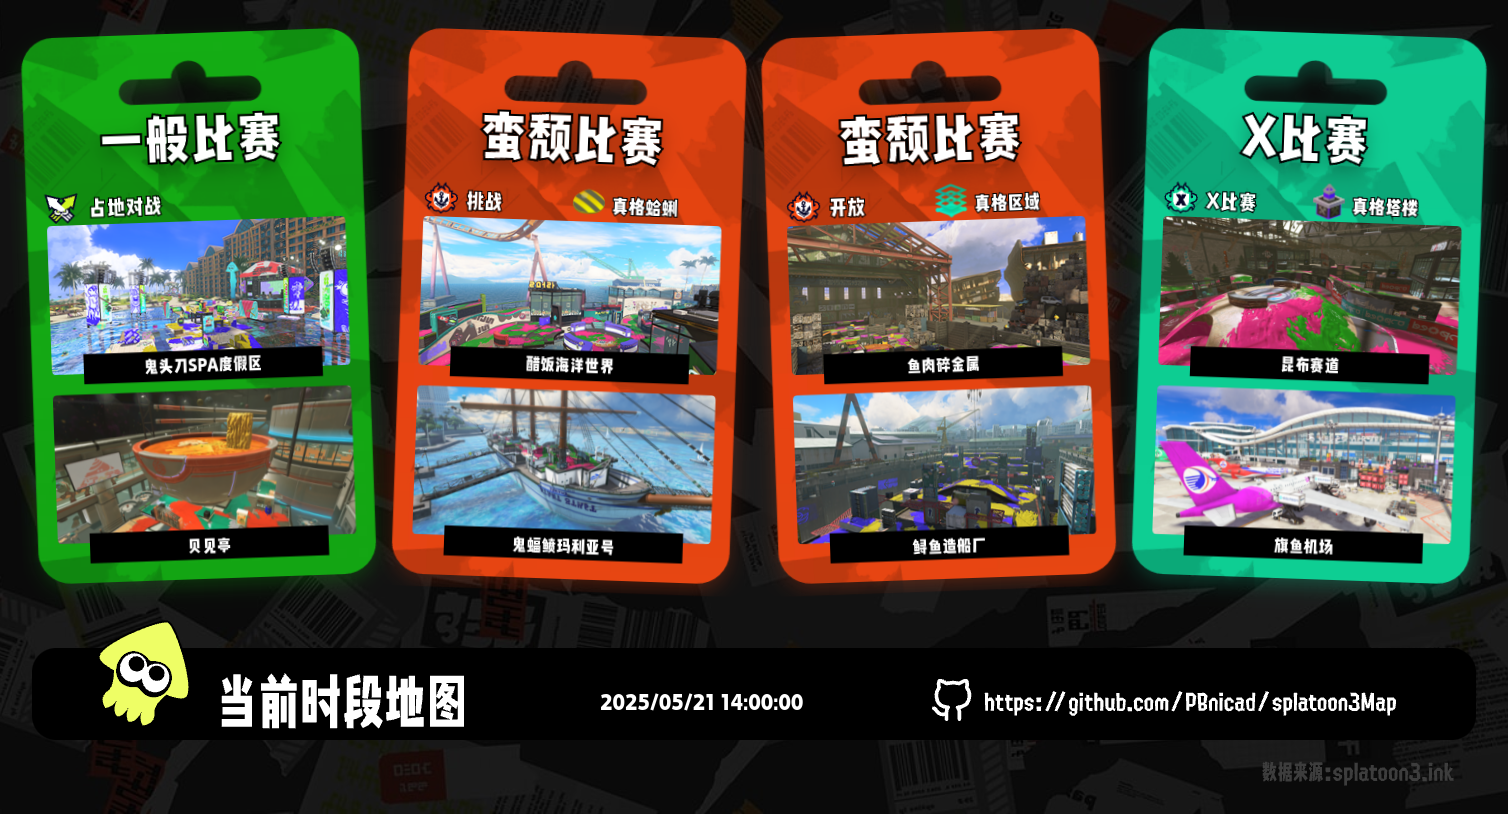 一般比赛
占地对战
鬼头刀SPA度假区
贝见亭
蛮颓比赛
挑战
真格蛤蜊
醋饭海洋世界
鬼蝠鲼玛利亚号
蛮颓比赛
开放
真格区域
鱼肉碎金属
鲟鱼造船厂
X比赛
X比赛
真格塔楼
昆布赛道
旗鱼机场
当前时段地图
2025/05/21 14:00:00
https://github.com/PBnicad/splatoon3Map
数据来源:splatoon3.ink